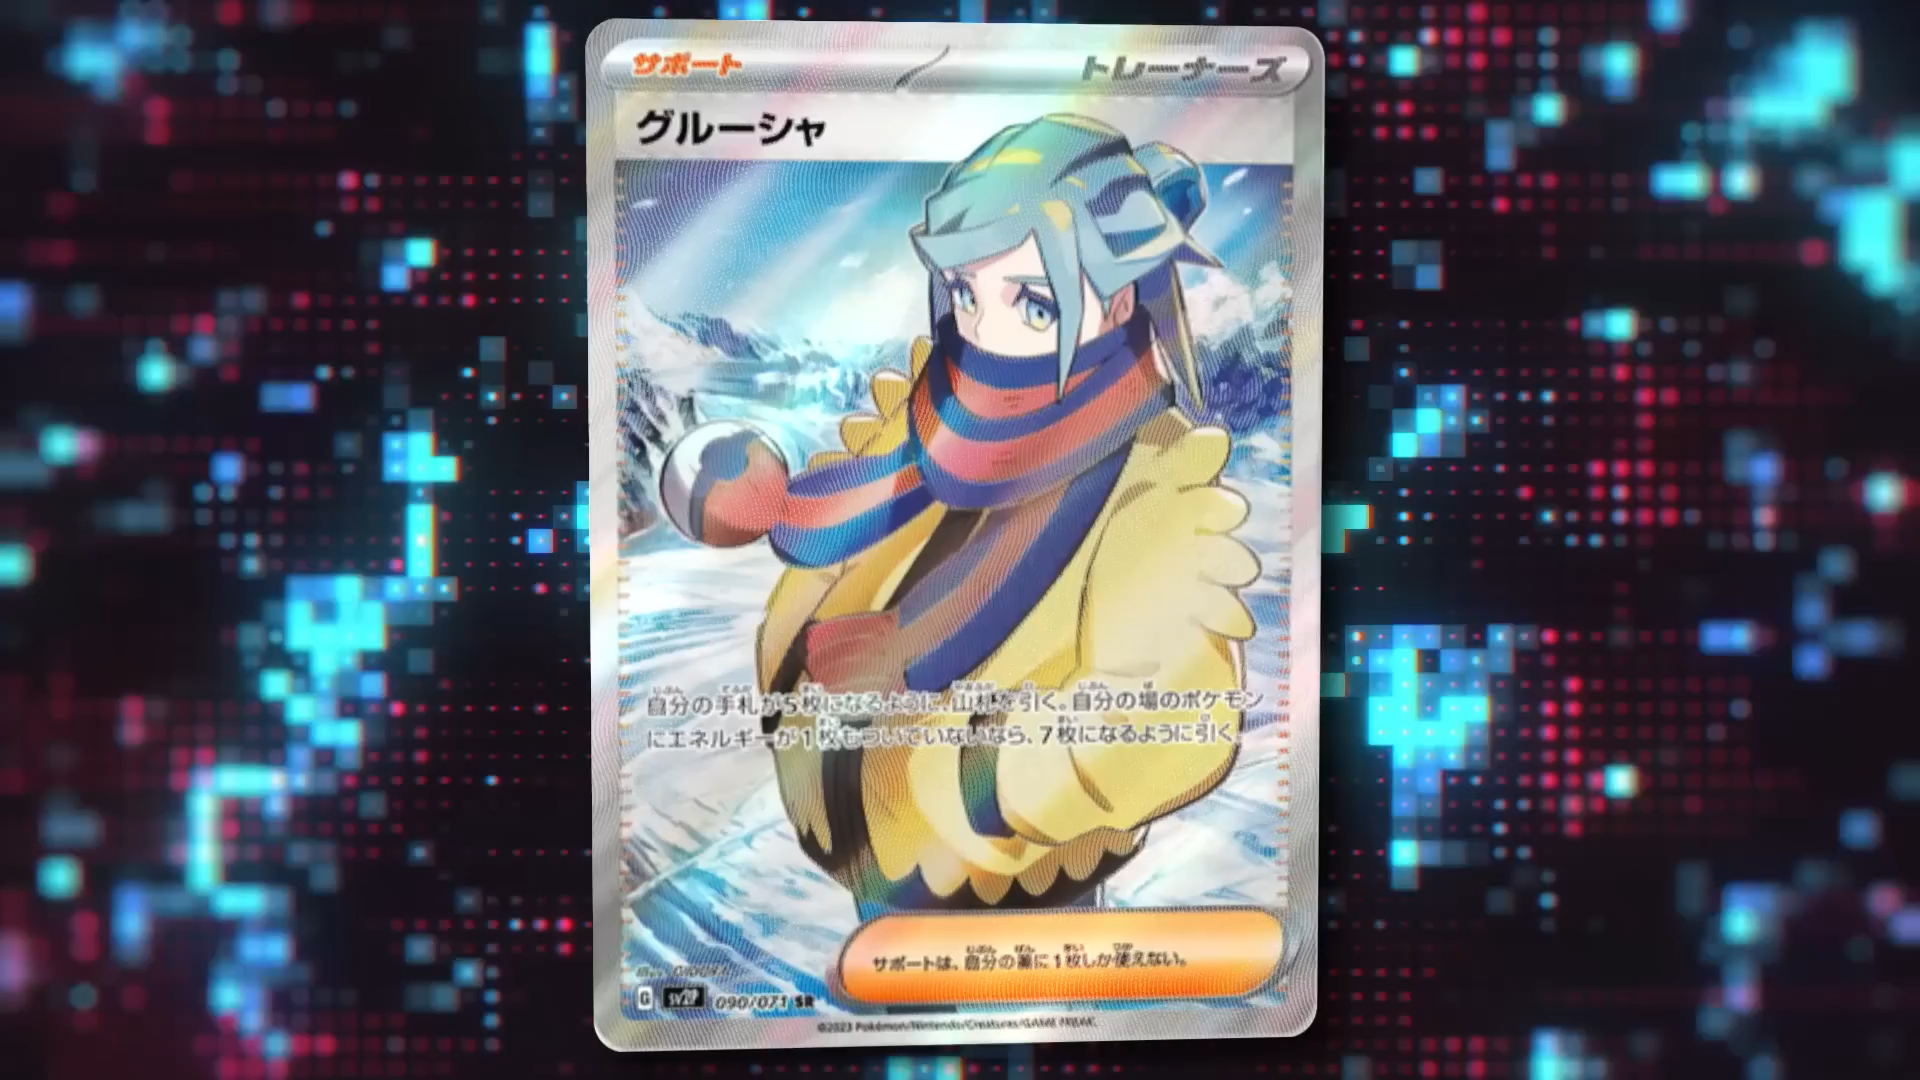 サポート
トレーナーズ
グルーシャ
自分の手札が5枚になるように、山札を引く。自分の場のポケモン
にエネルギーが1枚もついていないなら、7枚になるように引く。
サポートは、自分の番に1枚しか使えない。
G SV2P 090/071 SR
©2023 Pokémon/Nintendo/Creatures/GAME FREAK.